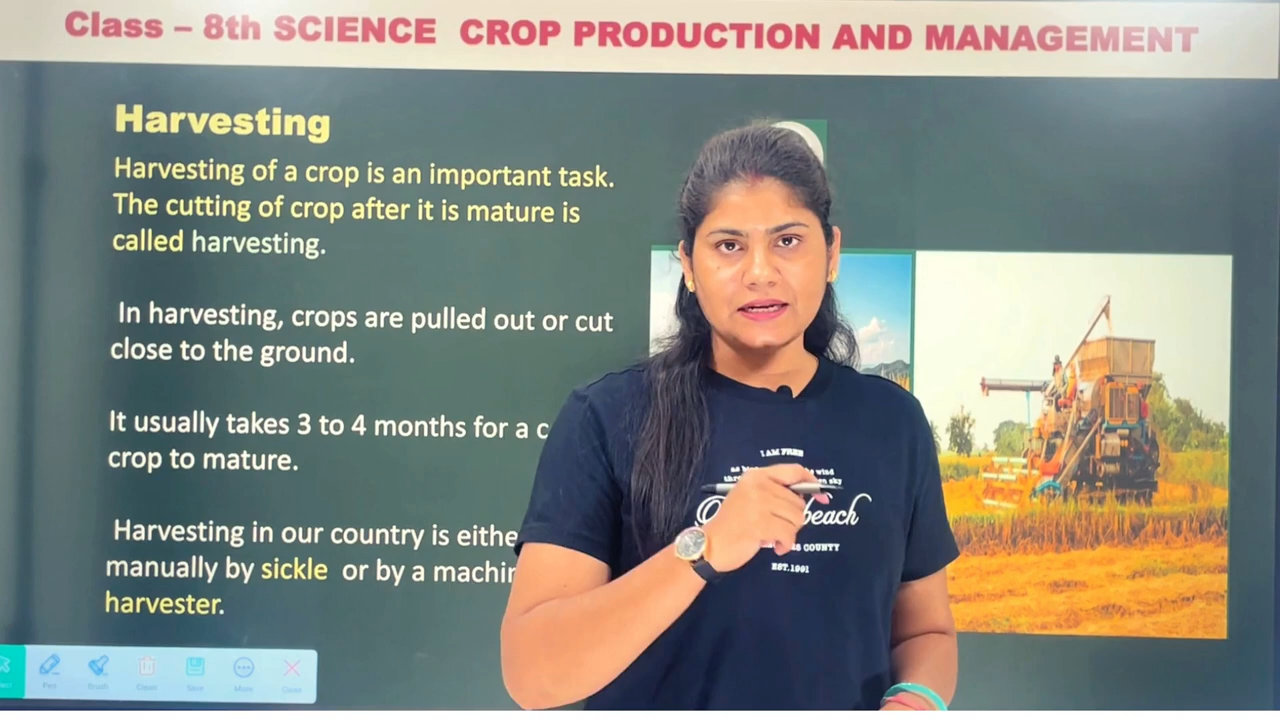 Class – 8th SCIENCE CROP PRODUCTION AND MANAGEMENT
Harvesting
Harvesting of a crop is an important task.
The cutting of crop after it is mature is
called harvesting.
In harvesting, crops are pulled out or cut
close to the ground.
It usually takes 3 to 4 months for a c
crop to mature.
Harvesting in our country is eithe
manually by sickle or by a machin
harvester.
I AM FREE
wind
sky
beach
COUNTY
EST.1991
Pen
Brush
Clean
Save
More
Close